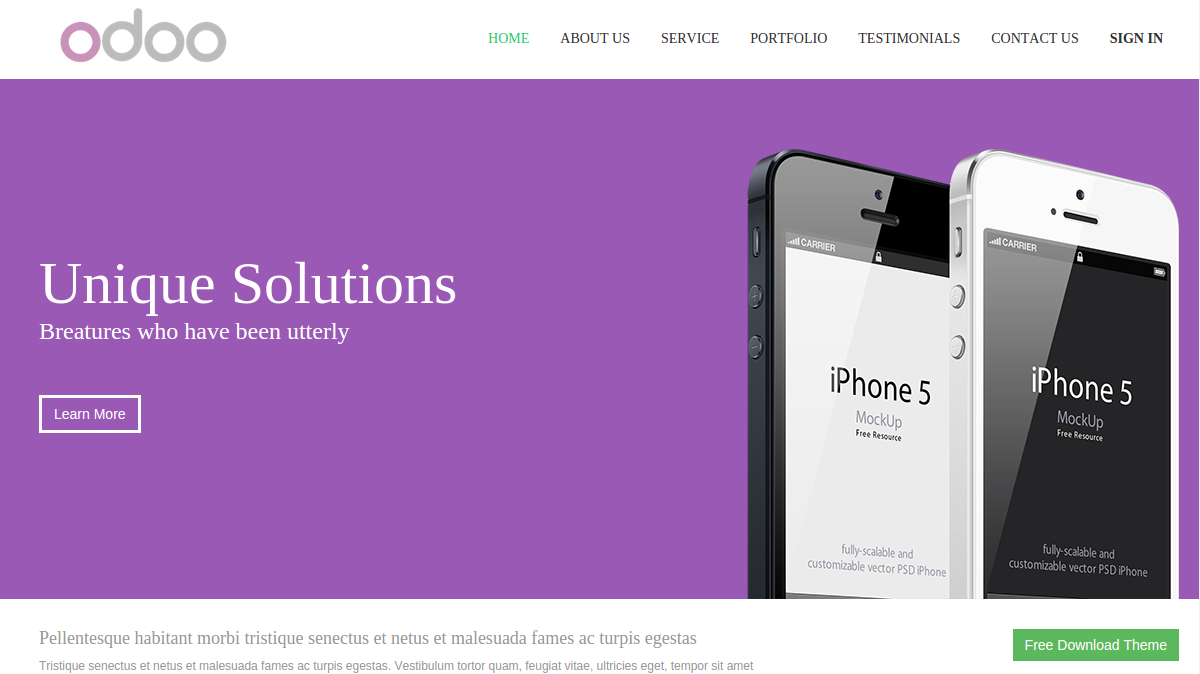 odoo
HOME ABOUT US SERVICE PORTFOLIO TESTIMONIALS CONTACT US SIGN IN
CARRIER
CARRIER
Unique Solutions
Breatures who have been utterly
Learn More
iPhone 5
MockUp
Free Resource
fully-scalable and
customizable vector PSD iPhone
iPhone 5
MockUp
Free Resource
fully-scalable and
customizable vector PSD iPhone
Pellentesque habitant morbi tristique senectus et netus et malesuada fames ac turpis egestas
Tristique senectus et netus et malesuada fames ac turpis egestas. Vestibulum tortor quam, feugiat vitae, ultricies eget, tempor sit amet
Free Download Theme